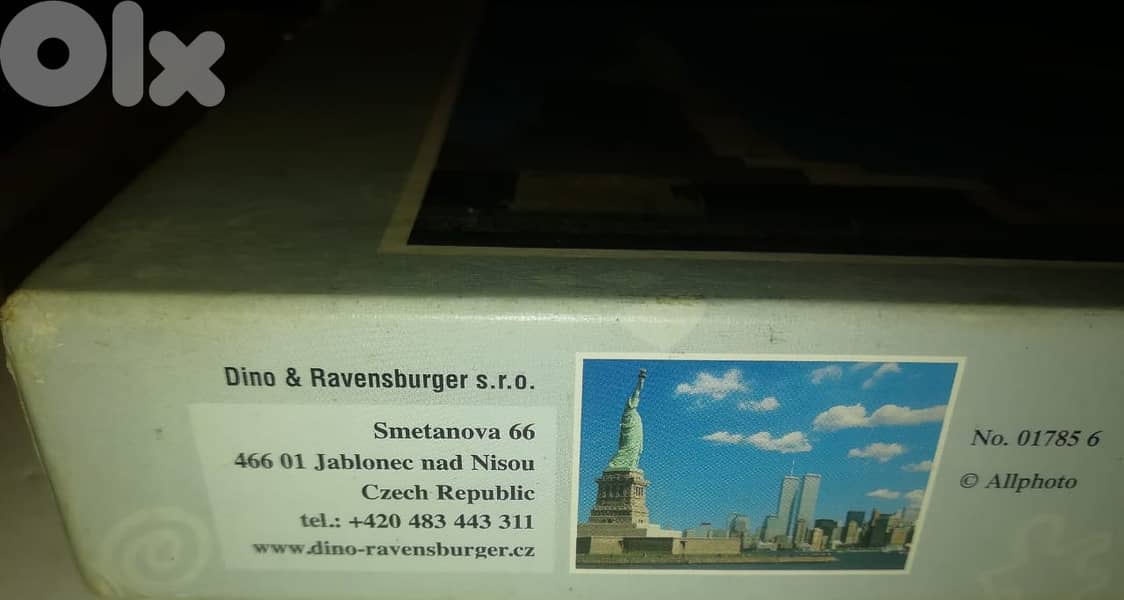 OLX
Dino & Ravensburger s.r.o.
Smetanova 66
466 01 Jablonec nad Nisou
Czech Republic
tel.: +420 483 443 311
www.dino-ravensburger.cz
No. 01785 6
© Allphoto